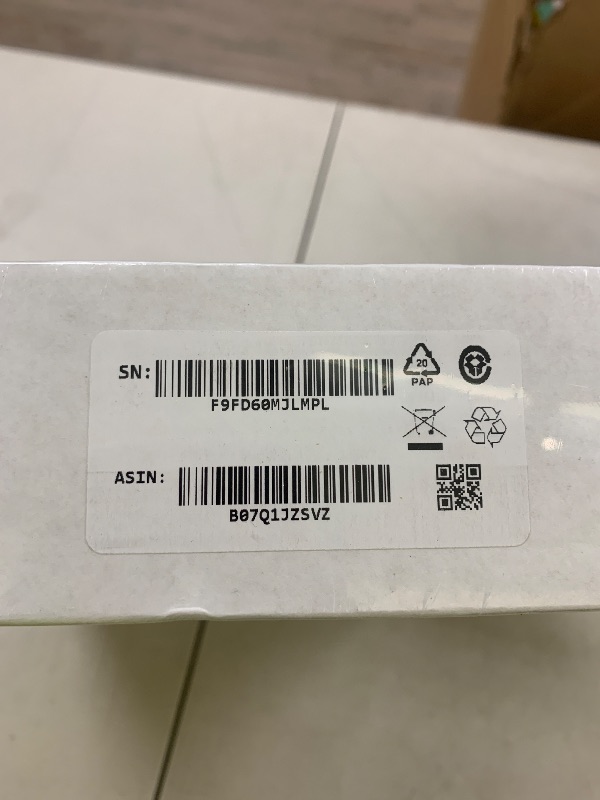 SN:
F9FD60MJLMPL
20
PAP
ASIN:
B07Q1JZSVZ